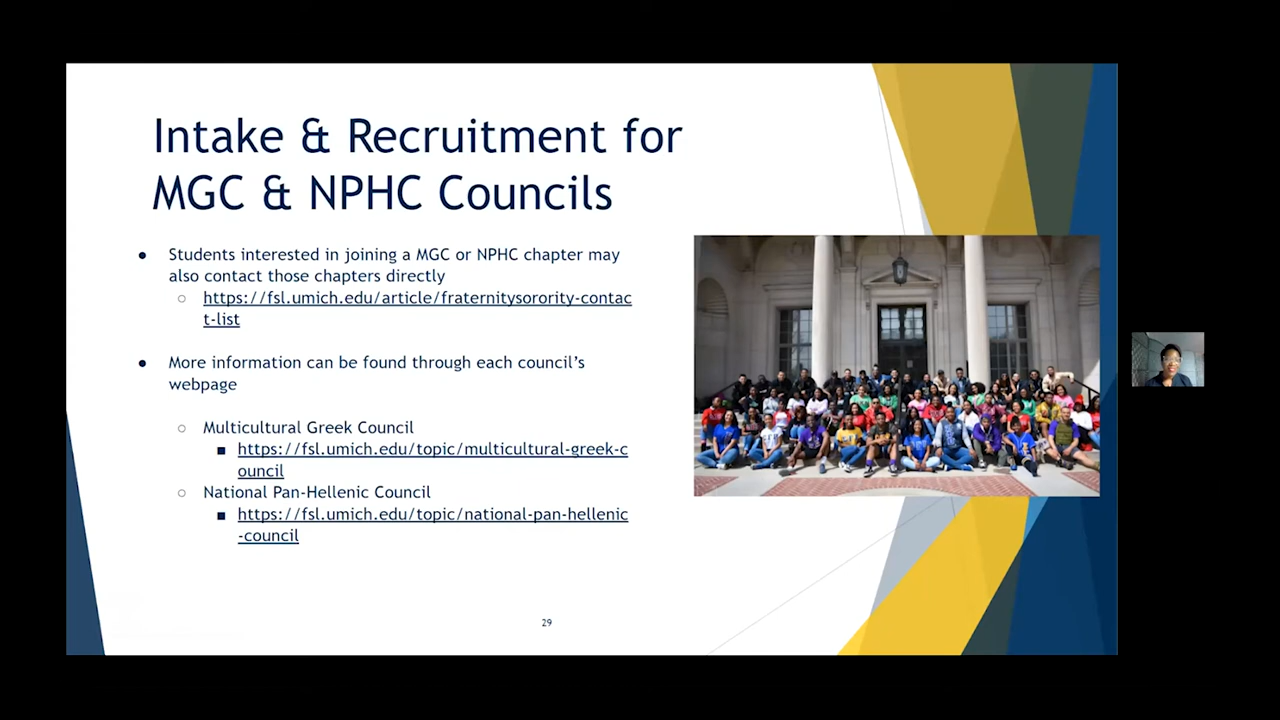 Intake & Recruitment for
MGC & NPHC Councils
● Students interested in joining a MGC or NPHC chapter may
also contact those chapters directly
○ https://fsl.umich.edu/article/fraternitysorority-contac
t-list
● More information can be found through each council's
webpage
○ Multicultural Greek Council
■ https://fsl.umich.edu/topic/multicultural-greek-c
ouncil
○ National Pan-Hellenic Council
■ https://fsl.umich.edu/topic/national-pan-hellenic
-council
29